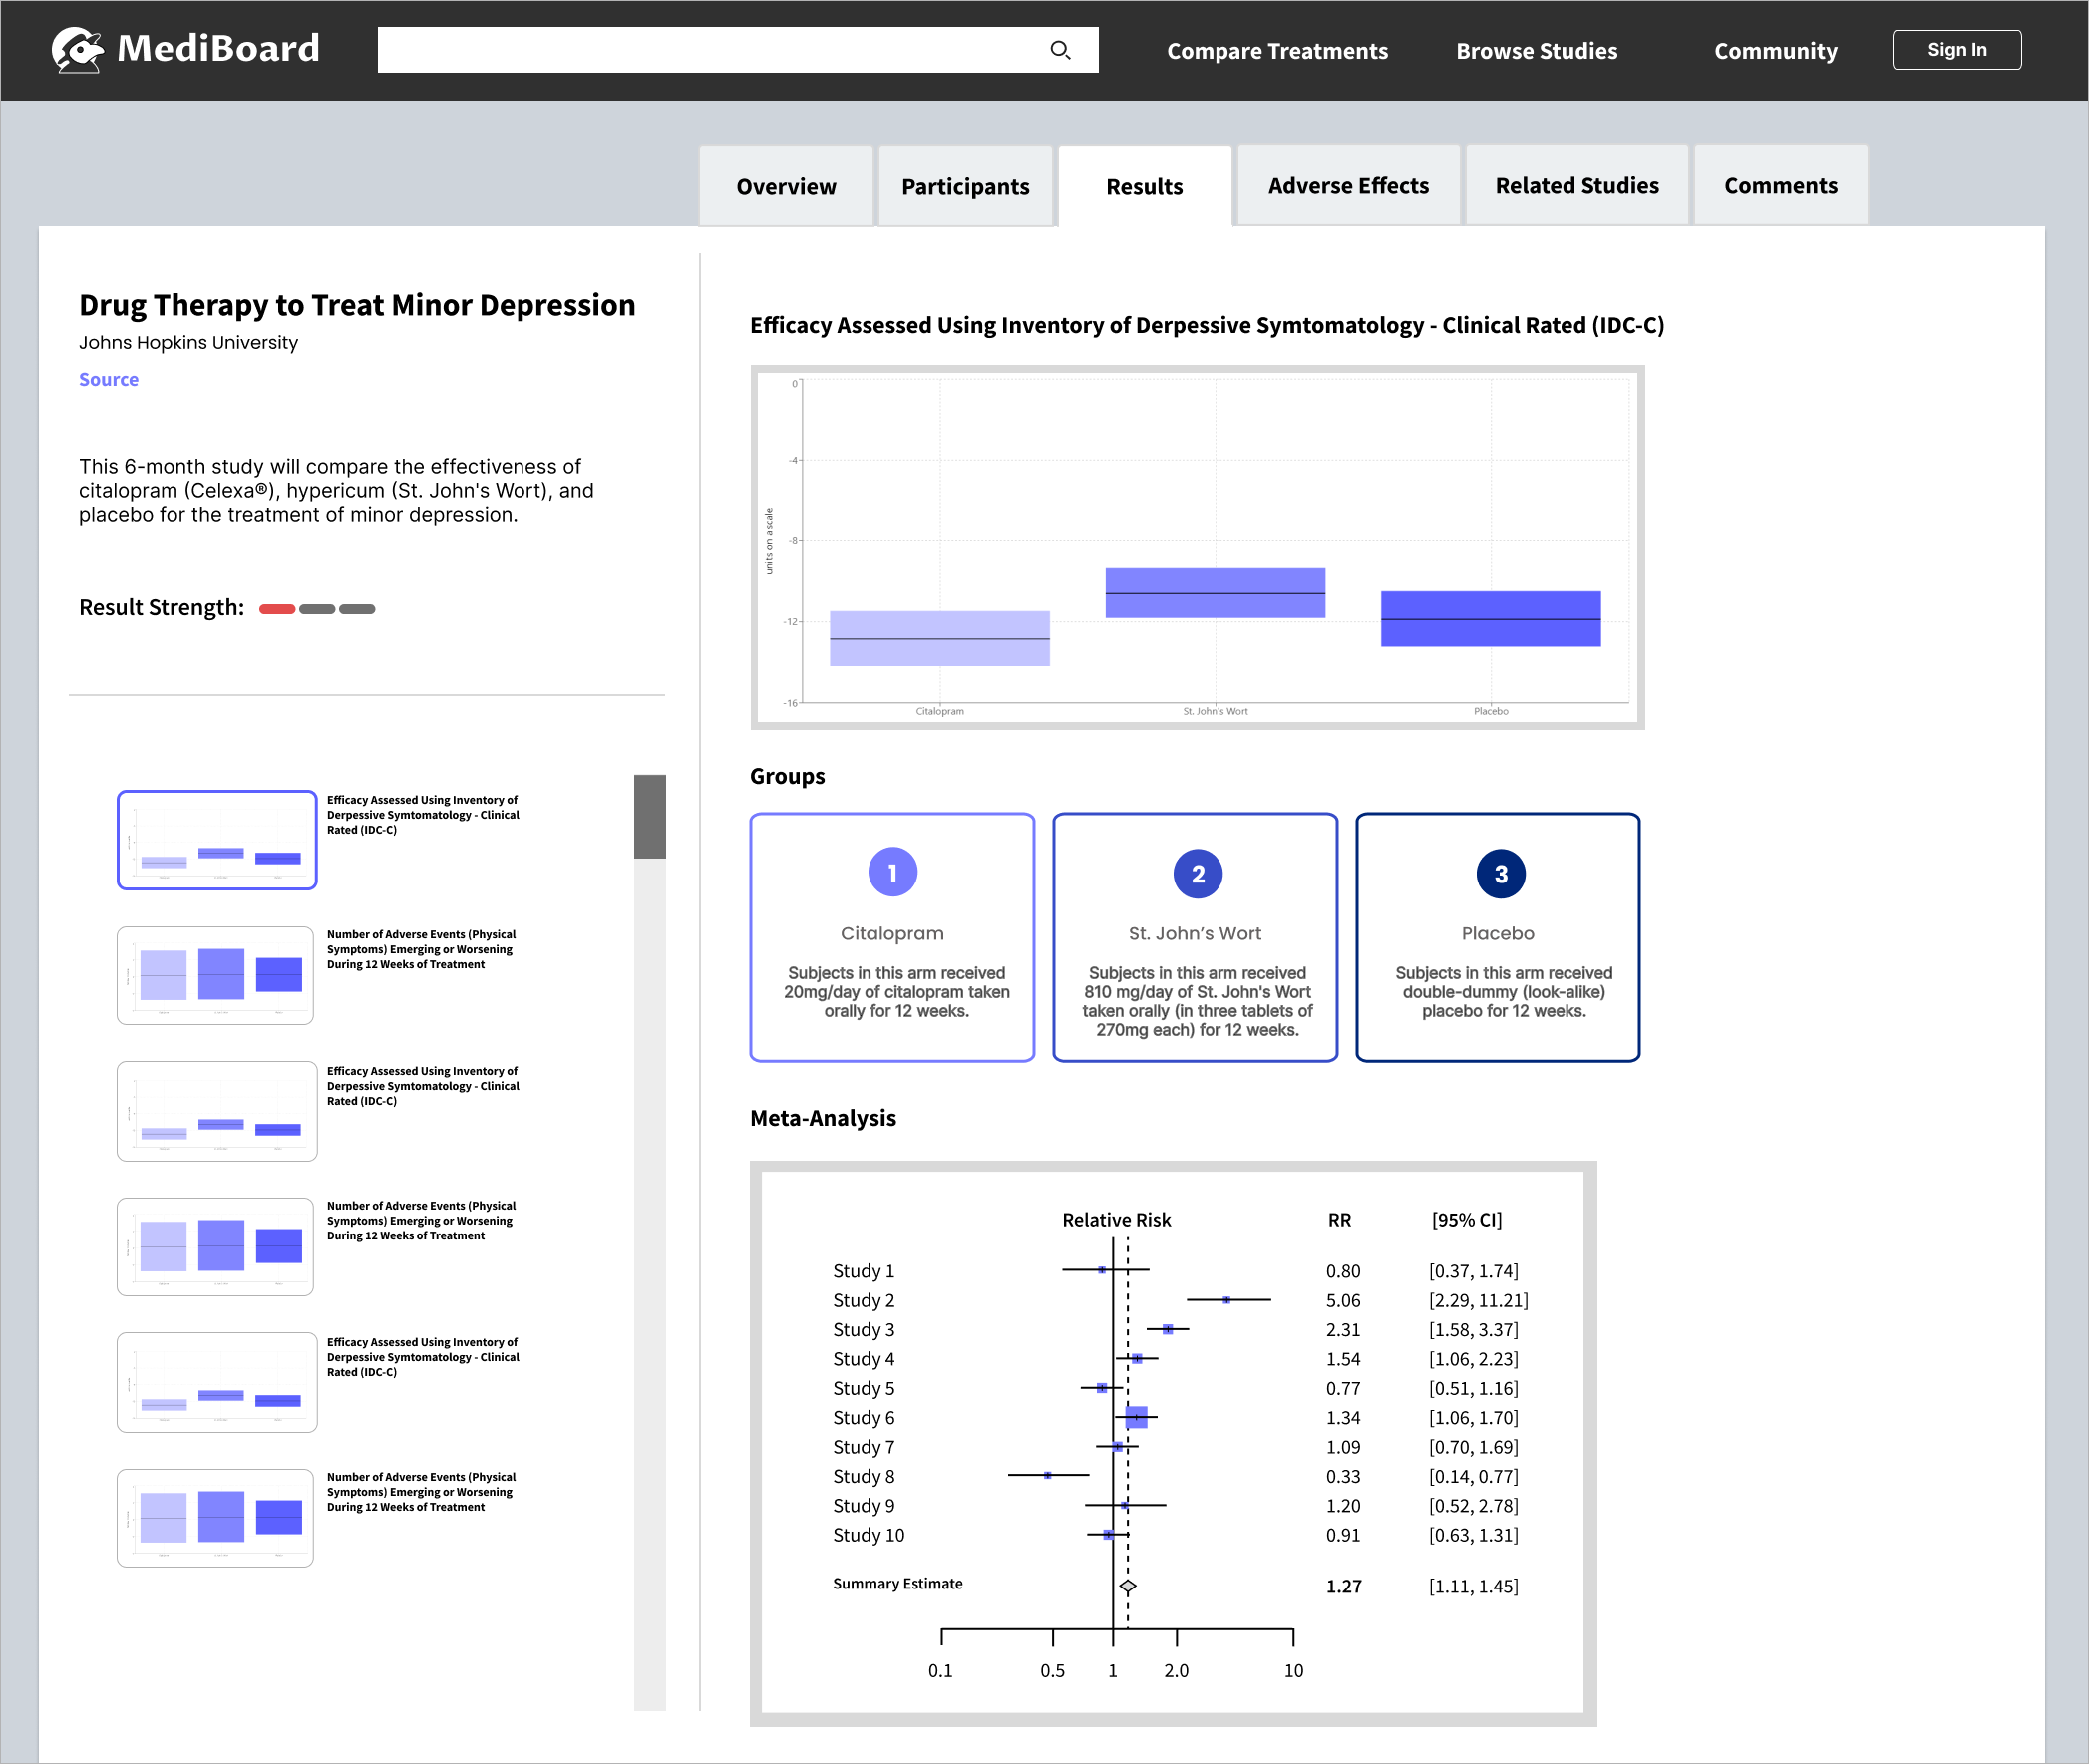 MediBoard
Compare Treatments
Browse Studies
Community
Sign In
Overview
Participants
Results
Adverse Effects
Related Studies
Comments
Drug Therapy to Treat Minor Depression
Johns Hopkins University
Source
This 6-month study will compare the effectiveness of
citalopram (Celexa®), hypericum (St. John's Wort), and
placebo for the treatment of minor depression.
Result Strength:
Efficacy Assessed Using Inventory of
Derpessive Symtomatology - Clinical
Rated (IDC-C)
Number of Adverse Events (Physical
Symptoms) Emerging or Worsening
During 12 Weeks of Treatment
Efficacy Assessed Using Inventory of
Derpessive Symtomatology - Clinical
Rated (IDC-C)
Number of Adverse Events (Physical
Symptoms) Emerging or Worsening
During 12 Weeks of Treatment
Efficacy Assessed Using Inventory of
Derpessive Symtomatology - Clinical
Rated (IDC-C)
Number of Adverse Events (Physical
Symptoms) Emerging or Worsening
During 12 Weeks of Treatment
Efficacy Assessed Using Inventory of Derpessive Symtomatology - Clinical Rated (IDC-C)
0
-4
-8
-12
-16
units on a scale
Citalopram
St. John's Wort
Placebo
Groups
1
Citalopram
Subjects in this arm received
20mg/day of citalopram taken
orally for 12 weeks.
2
St. John’s Wort
Subjects in this arm received
810 mg/day of St. John's Wort
taken orally (in three tablets of
270mg each) for 12 weeks.
3
Placebo
Subjects in this arm received
double-dummy (look-alike)
placebo for 12 weeks.
Meta-Analysis
Relative Risk RR [95% CI]
Study 1 0.80 [0.37, 1.74]
Study 2 5.06 [2.29, 11.21]
Study 3 2.31 [1.58, 3.37]
Study 4 1.54 [1.06, 2.23]
Study 5 0.77 [0.51, 1.16]
Study 6 1.34 [1.06, 1.70]
Study 7 1.09 [0.70, 1.69]
Study 8 0.33 [0.14, 0.77]
Study 9 1.20 [0.52, 2.78]
Study 10 0.91 [0.63, 1.31]
Summary Estimate 1.27 [1.11, 1.45]
0.1 0.5 1 2.0 10